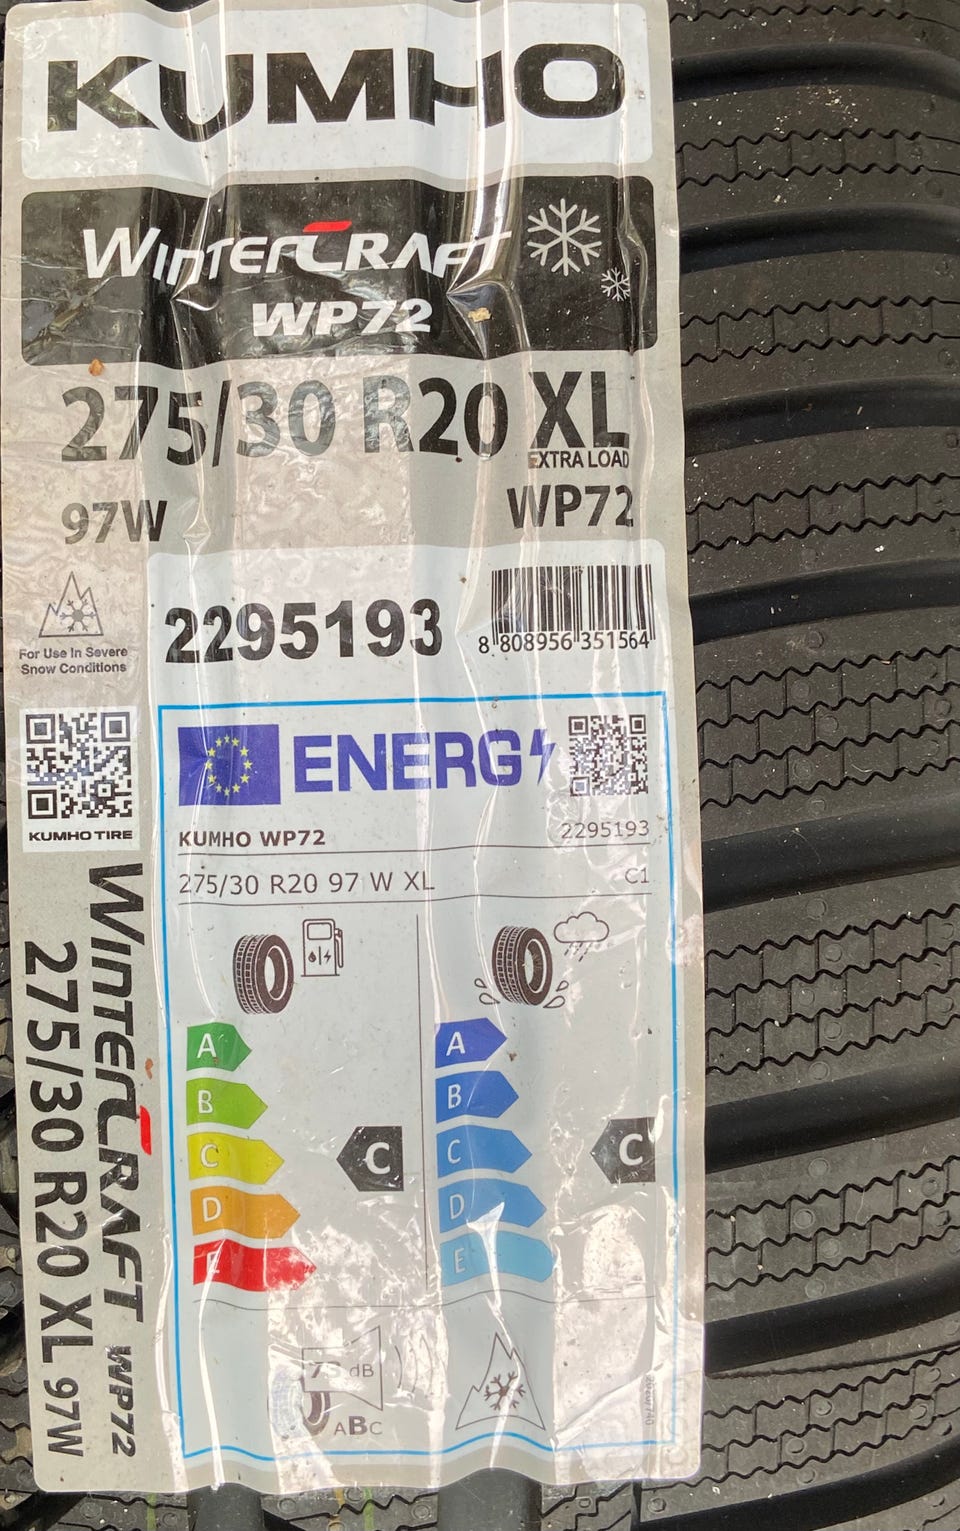 KUMHO
WINTERCRAFT
WP72
275/30 R20 XL
EXTRA LOAD
97W
WP72
For Use In Severe
Snow Conditions
2295193
8 808956 351564
KUMHO TIRE
ENERG
KUMHO WP72
2295193
275/30 R20 97 W XL
C1
A
B
C
D
E
C
A
B
C
D
E
C
dB
ABC
WINTERCRAFT WP72
275/30 R20 XL 97W